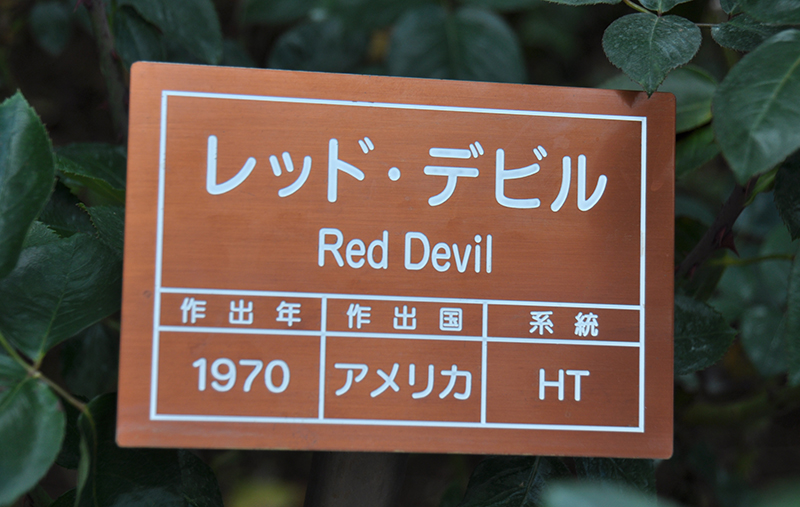 レッド・デビル
Red Devil
作出年 作出国 系統
1970 アメリカ HT